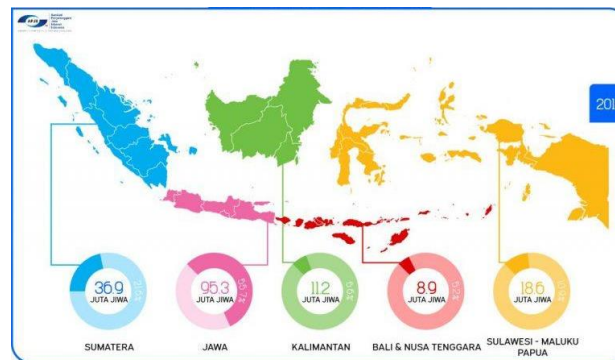 201
36.9
JUTA JIWA
95.3
JUTA JIWA
11.2
JUTA JIWA
8.9
JUTA JIWA
18.6
JUTA JIWA
SUMATERA
JAWA
KALIMANTAN
BALI & NUSA TENGGARA
SULAWESI - MALUKU
PAPUA